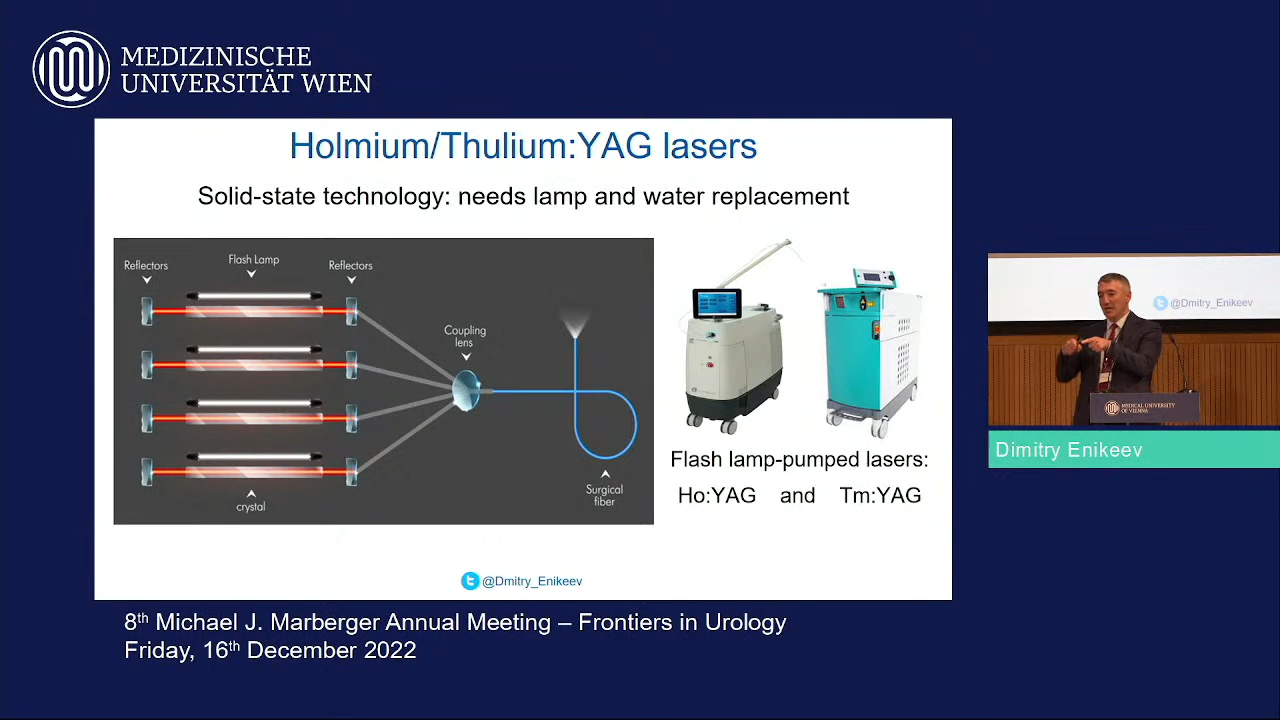 MEDIZINISCHE
UNIVERSITÄT WIEN
Holmium/Thulium:YAG lasers
Solid-state technology: needs lamp and water replacement
Reflectors
Flash Lamp
Reflectors
Coupling
lens
Surgical
fiber
crystal
Flash lamp-pumped lasers:
Ho:YAG and Tm:YAG
@Dmitry_Enikeev
@Dmitry_Enikeev
MEDICAL UNIVERSITY
OF VIENNA
Dimitry Enikeev
8th Michael J. Marberger Annual Meeting – Frontiers in Urology
Friday, 16th December 2022